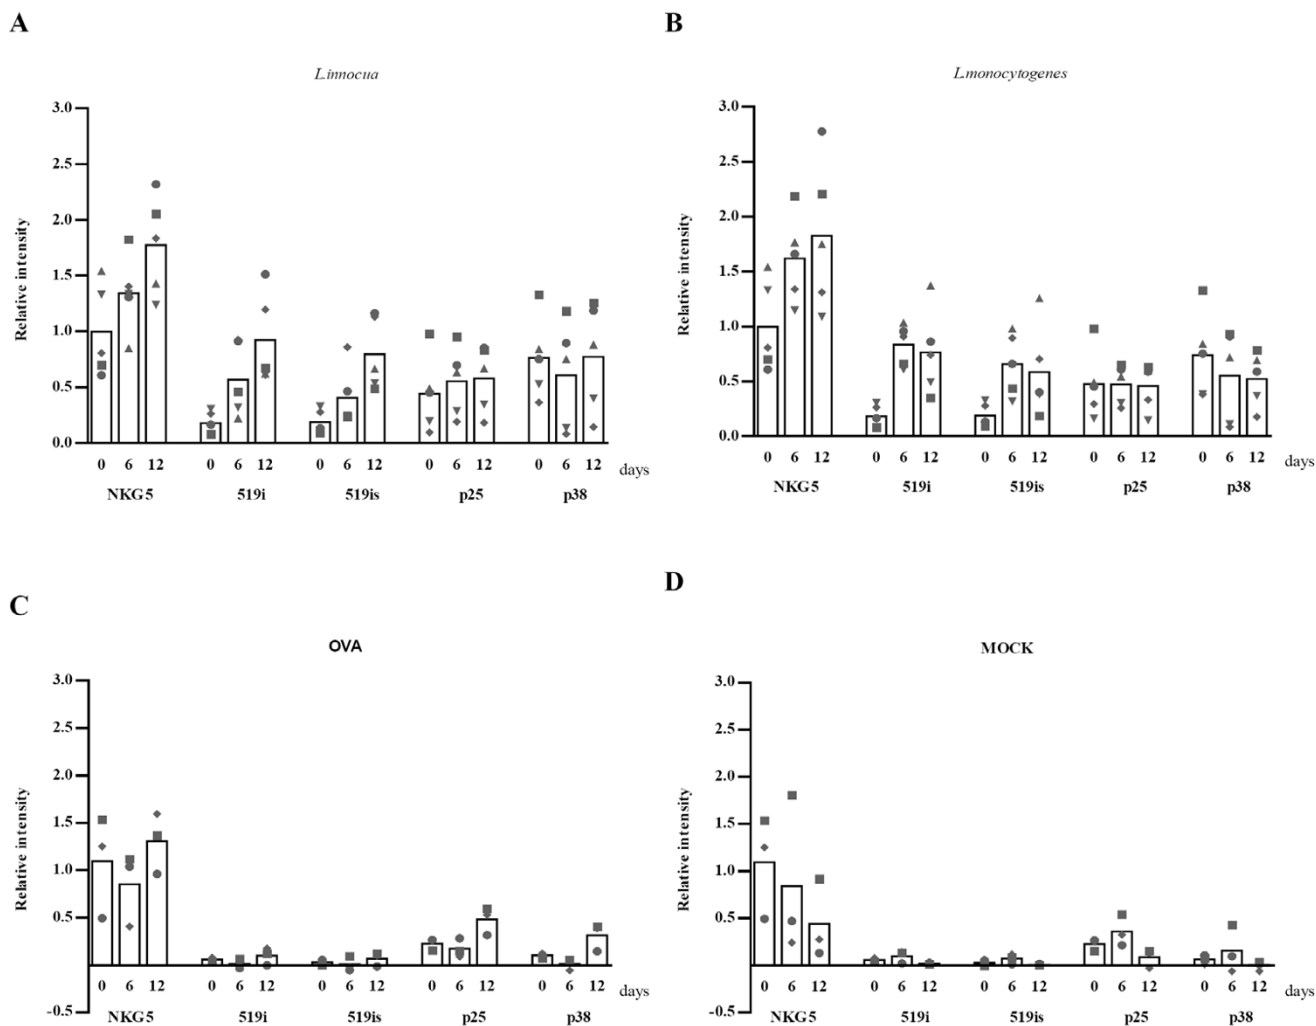 A
L.innocua
Relative intensity
3.0
2.5
2.0
1.5
1.0
0.5
0.0
0 6 12 0 6 12 0 6 12 0 6 12 0 6 12 days
NKG5 519i 519is p25 p38
B
L.monocytogenes
Relative intensity
3.0
2.5
2.0
1.5
1.0
0.5
0.0
0 6 12 0 6 12 0 6 12 0 6 12 0 6 12 days
NKG5 519i 519is p25 p38
C
OVA
Relative intensity
3.0
2.5
2.0
1.5
1.0
0.5
-0.5
0 6 12 0 6 12 0 6 12 0 6 12 0 6 12 days
NKG5 519i 519is p25 p38
D
MOCK
Relative intensity
3.0
2.5
2.0
1.5
1.0
0.5
-0.5
0 6 12 0 6 12 0 6 12 0 6 12 0 6 12 days
NKG5 519i 519is p25 p38